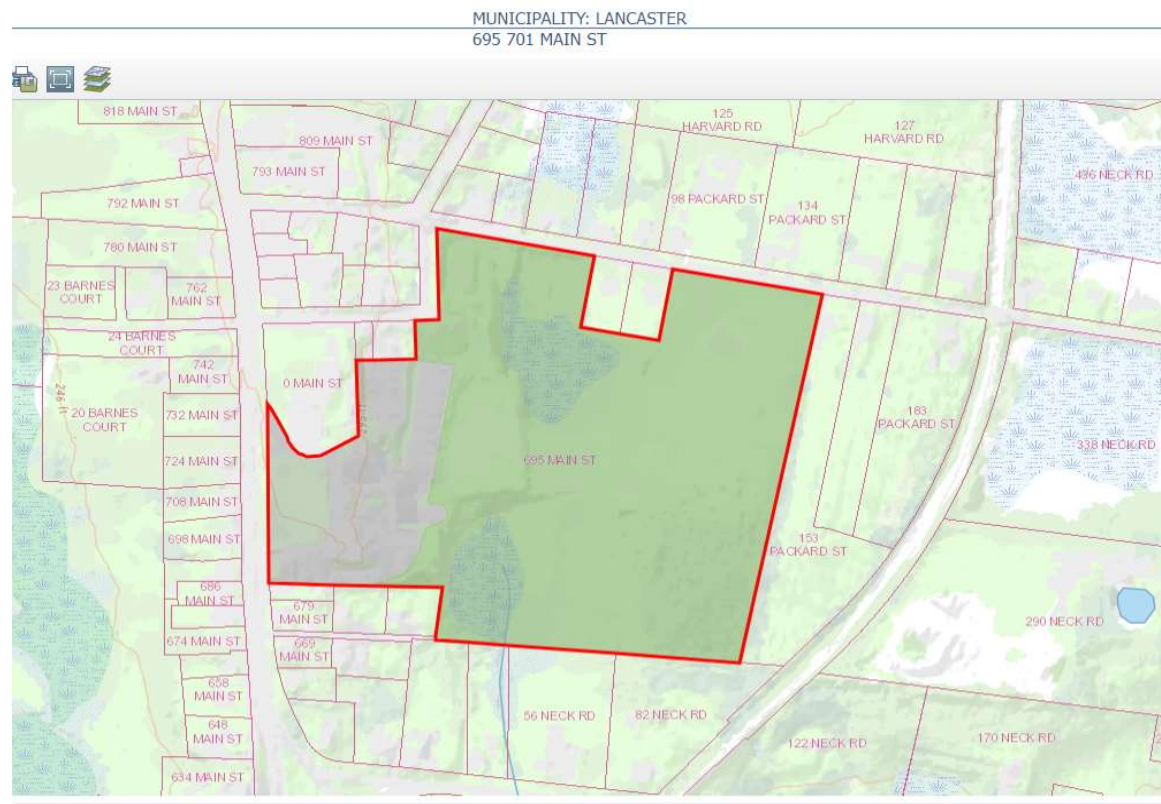 MUNICIPALITY: LANCASTER
695 701 MAIN ST
818 MAIN ST
809 MAIN ST
125
HARVARD RD
127
HARVARD RD
793 MAIN ST
436 NECK RD
792 MAIN ST
98 PACKARD ST
134
PACKARD ST
780 MAIN ST
23 BARNES
COURT
762
MAIN ST
24 BARNES
COURT
742
MAIN ST
0 MAIN ST
246 ft
20 BARNES
COURT
732 MAIN ST
183
PACKARD ST
338 NECK RD
724 MAIN ST
695 MAIN ST
708 MAIN ST
698 MAIN ST
153
PACKARD ST
686
MAIN ST
679
MAIN ST
290 NECK RD
674 MAIN ST
669
MAIN ST
658
MAIN ST
56 NECK RD
82 NECK RD
648
MAIN ST
122 NECK RD
170 NECK RD
634 MAIN ST